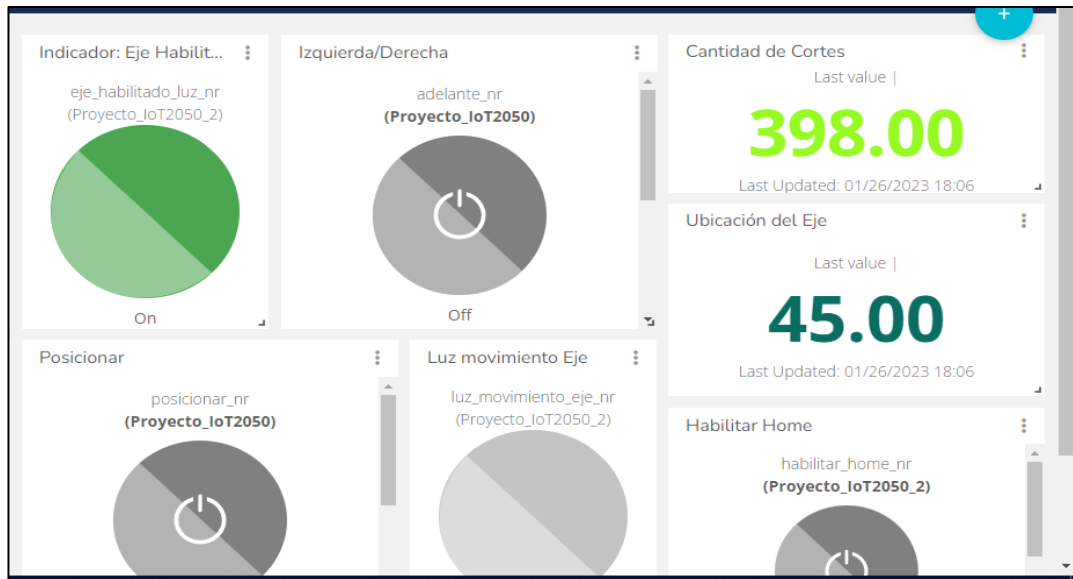 +
Indicador: Eje Habilit...
eje_habilitado_luz_nr
(Proyecto_IoT2050_2)
On
Izquierda/Derecha
adelante_nr
(Proyecto_IoT2050)
Off
Cantidad de Cortes
Last value |
398.00
Last Updated: 01/26/2023 18:06
Ubicación del Eje
Last value |
45.00
Last Updated: 01/26/2023 18:06
Posicionar
posicionar_nr
(Proyecto_IoT2050)
Luz movimiento Eje
luz_movimiento_eje_nr
(Proyecto_IoT2050_2)
Habilitar Home
habilitar_home_nr
(Proyecto_IoT2050_2)